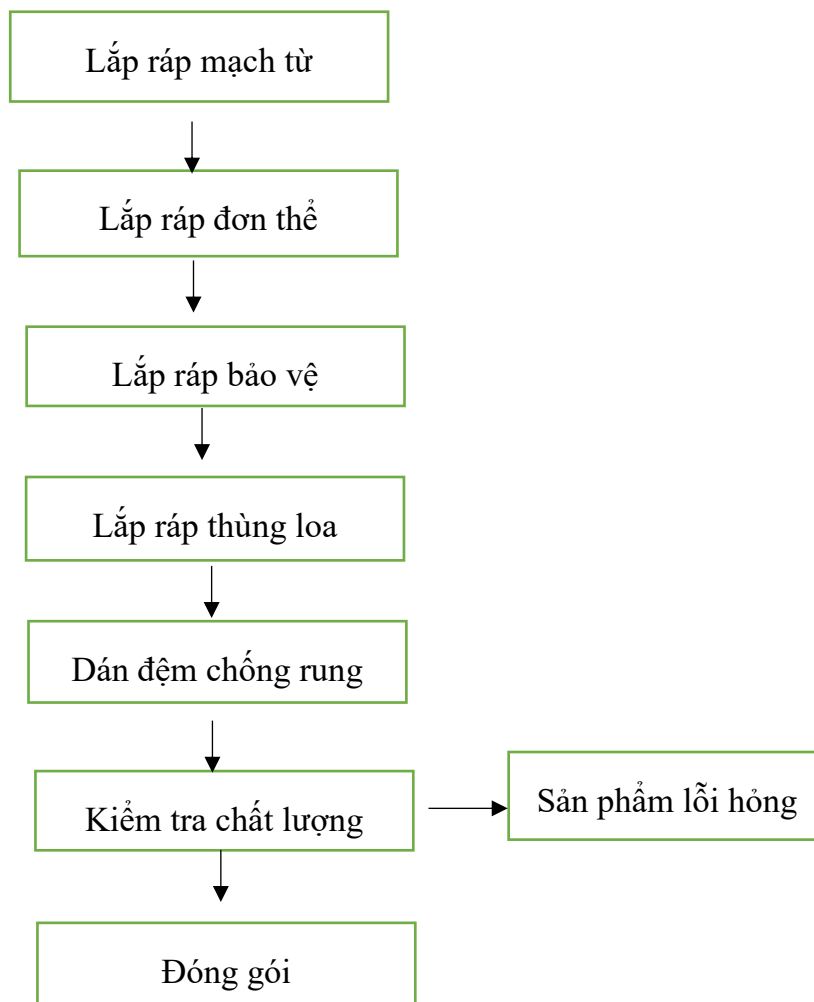 Lắp ráp mạch từ
Lắp ráp đơn thể
Lắp ráp bảo vệ
Lắp ráp thùng loa
Dán đệm chống rung
Kiểm tra chất lượng
Sản phẩm lỗi hỏng
Đóng gói